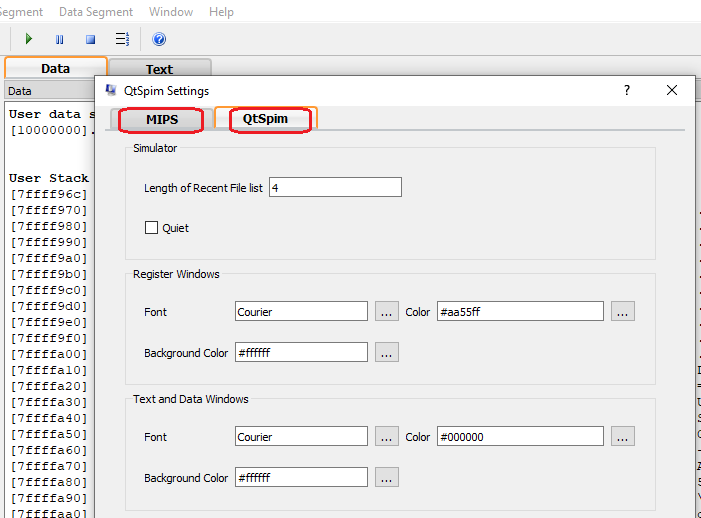 Segment Data Segment Window Help
Data Text
Data
QtSpim Settings ?
MIPS QtSpim
User data s
[10000000].
Simulator
Length of Recent File list 4
Quiet
User Stack
[7ffff96c]
[7ffff970]
[7ffff980]
[7ffff990]
[7ffff9a0]
[7ffff9b0]
[7ffff9c0]
[7ffff9d0]
[7ffff9e0]
[7ffff9f0]
[7ffffa00]
[7ffffa10]
[7ffffa20]
[7ffffa30]
[7ffffa40]
[7ffffa50]
[7ffffa60]
[7ffffa70]
[7ffffa80]
[7ffffa90]
[7ffffaa0]
Register Windows
Font Courier ... Color #aa55ff ...
Background Color #ffffff ...
Text and Data Windows
Font Courier ... Color #000000 ...
Background Color #ffffff ...